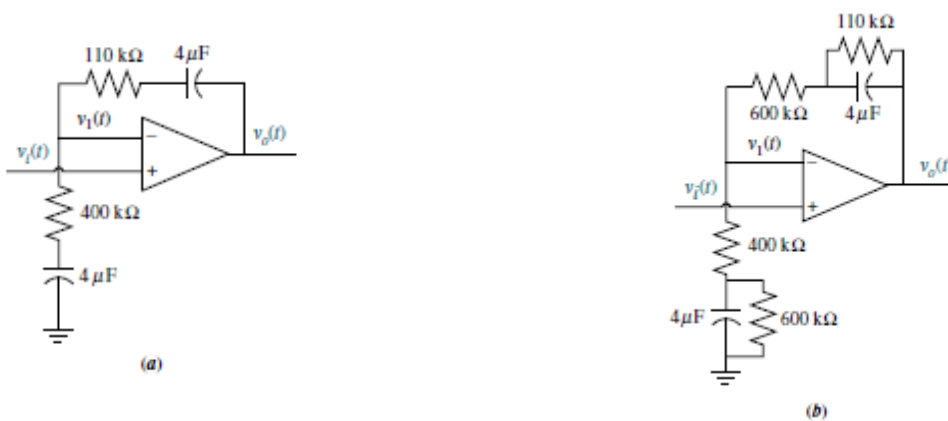 110 kΩ
4 μF
v₁(t)
vᵢ(t)
vₒ(t)
−
+
400 kΩ
4 μF
(a)
110 kΩ
600 kΩ
4 μF
v₁(t)
vᵢ(t)
vₒ(t
−
+
400 kΩ
4 μF
600 kΩ
(b)